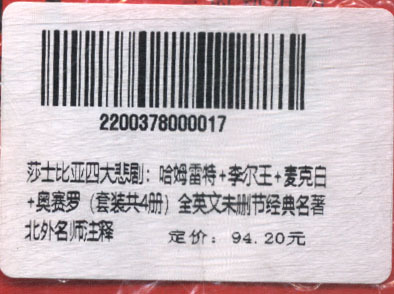 2200378000017
莎士比亚四大悲剧：哈姆雷特+李尔王+麦克白
+奥赛罗（套装共4册）全英文未删节经典名著
北外名师注释 定价：94.20元